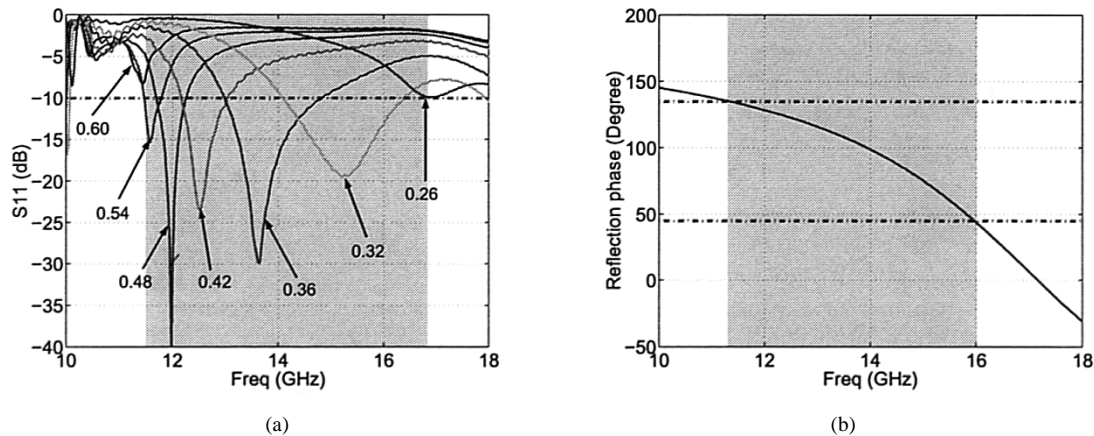 0
−5
−10
−15
−20
−25
−30
−35
−40
S11 (dB)
0.60
0.54
0.48
0.42
0.36
0.32
0.26
10 12 14 16 18
Freq (GHz)
(a)
200
150
100
50
0
−50
Reflection phase (Degree)
10 12 14 16 18
Freq (GHz)
(b)